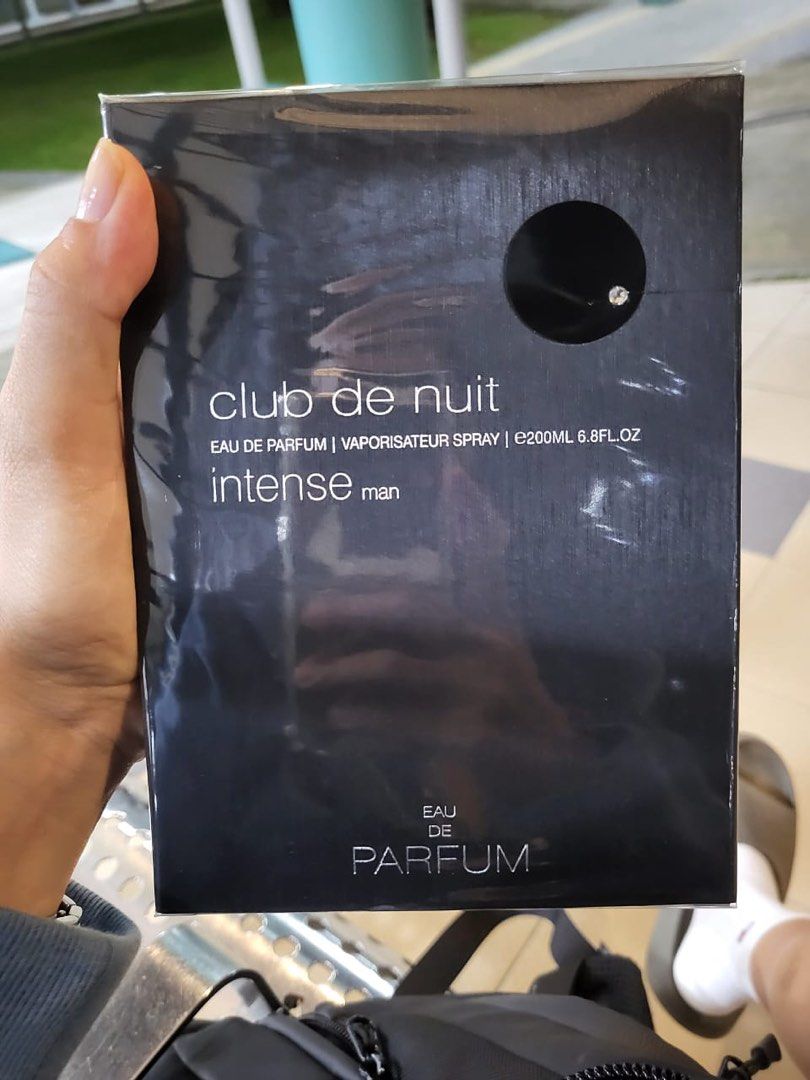 club de nuit
EAU DE PARFUM | VAPORISATEUR SPRAY | ℮200ML 6.8FL.OZ
intense man
EAU
DE
PARFUM